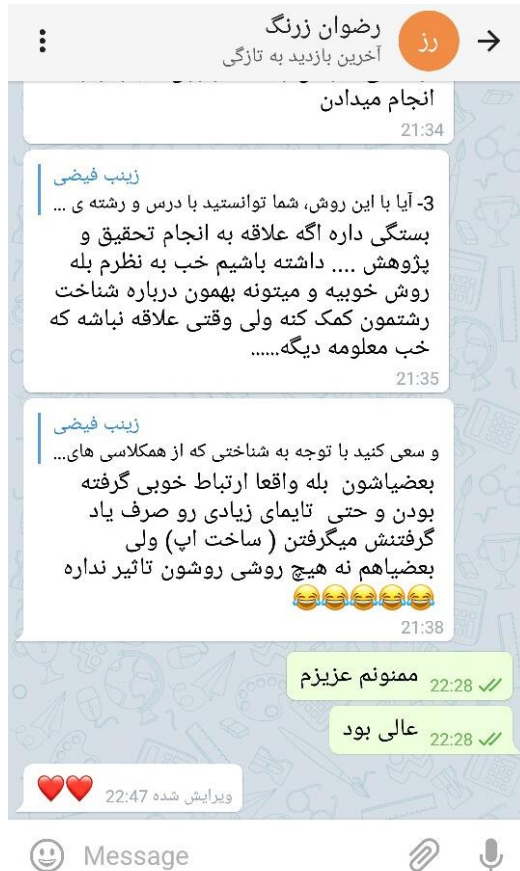 رضوان زرنگ
رز
آخرین بازدید به تازگی
انجام میدادن
21:34
زینب فیضی
3- آیا با این روش، شما توانستید با درس و رشته ی ...
بستگی داره اگه علاقه به انجام تحقیق و
پژوهش .... داشته باشیم خب به نظرم بله
روش خوبیه و میتونه بهمون درباره شناخت
رشتمون کمک کنه ولی وقتی علاقه نباشه که
خب معلومه دیگه......
21:35
زینب فیضی
و سعی کنید با توجه به شناختی که از همکلاسی های...
بعضیاشون بله واقعا ارتباط خوبی گرفته
بودن و حتی تایمای زیادی رو صرف یاد
گرفتنش میگرفتن ( ساخت اپ) ولی
بعضیاهم نه هیچ روشی روشون تاثیر نداره
😂😂😂😂😂
21:38
ممنونم عزیزم
22:28
عالی بود
22:28
❤️❤️
ویرایش شده 22:47
Message